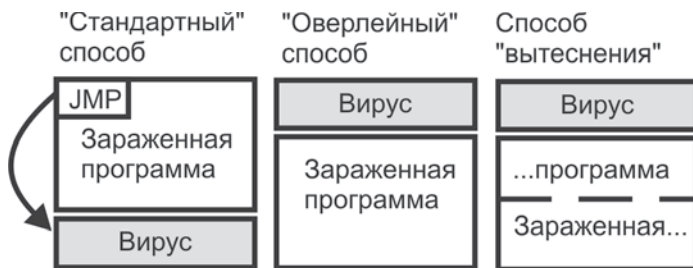 "Стандартный"
способ
JMP
Зараженная
программа
Вирус
"Оверлейный"
способ
Вирус
Зараженная
программа
Способ
"вытеснения"
Вирус
...программа
Зараженная...